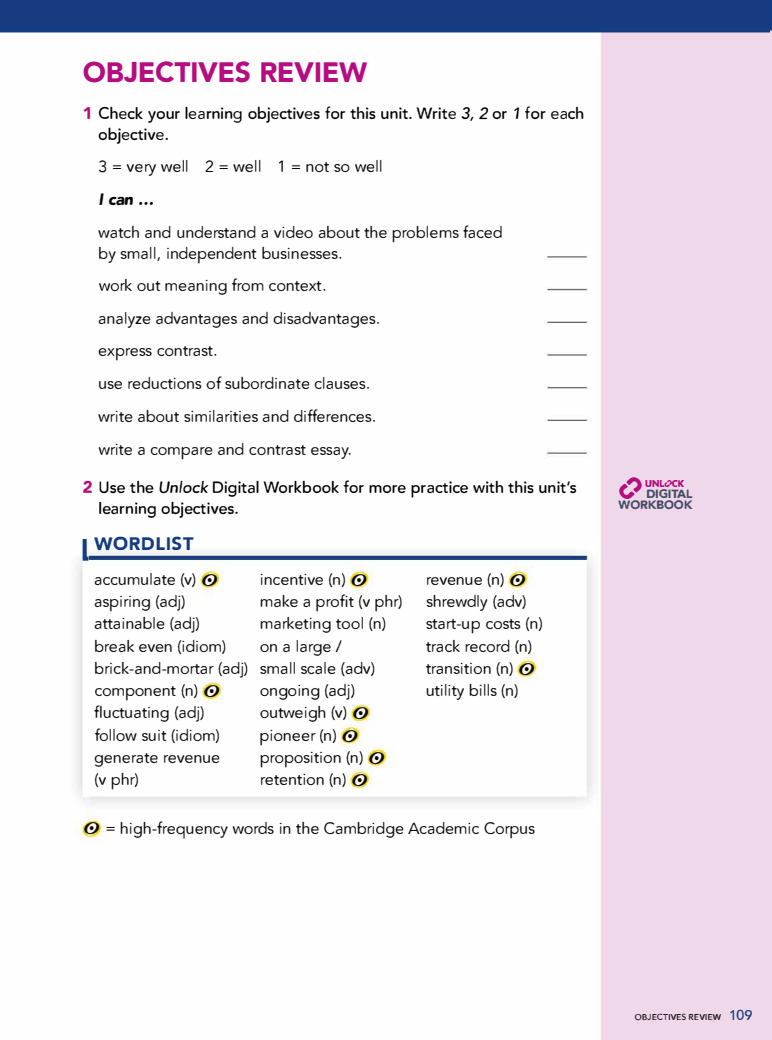 OBJECTIVES REVIEW
1 Check your learning objectives for this unit. Write 3, 2 or 1 for each
objective.
3 = very well 2 = well 1 = not so well
I can ...
watch and understand a video about the problems faced
by small, independent businesses.
work out meaning from context.
analyze advantages and disadvantages.
express contrast.
use reductions of subordinate clauses.
write about similarities and differences.
write a compare and contrast essay.
2 Use the Unlock Digital Workbook for more practice with this unit's
learning objectives.
UNLOCK
DIGITAL
WORKBOOK
WORDLIST
accumulate (v)
aspiring (adj)
attainable (adj)
break even (idiom)
brick-and-mortar (adj)
component (n)
fluctuating (adj)
follow suit (idiom)
generate revenue
(v phr)
incentive (n)
make a profit (v phr)
marketing tool (n)
on a large /
small scale (adv)
ongoing (adj)
outweigh (v)
pioneer (n)
proposition (n)
retention (n)
revenue (n)
shrewdly (adv)
start-up costs (n)
track record (n)
transition (n)
utility bills (n)
= high-frequency words in the Cambridge Academic Corpus
OBJECTIVES REVIEW 109